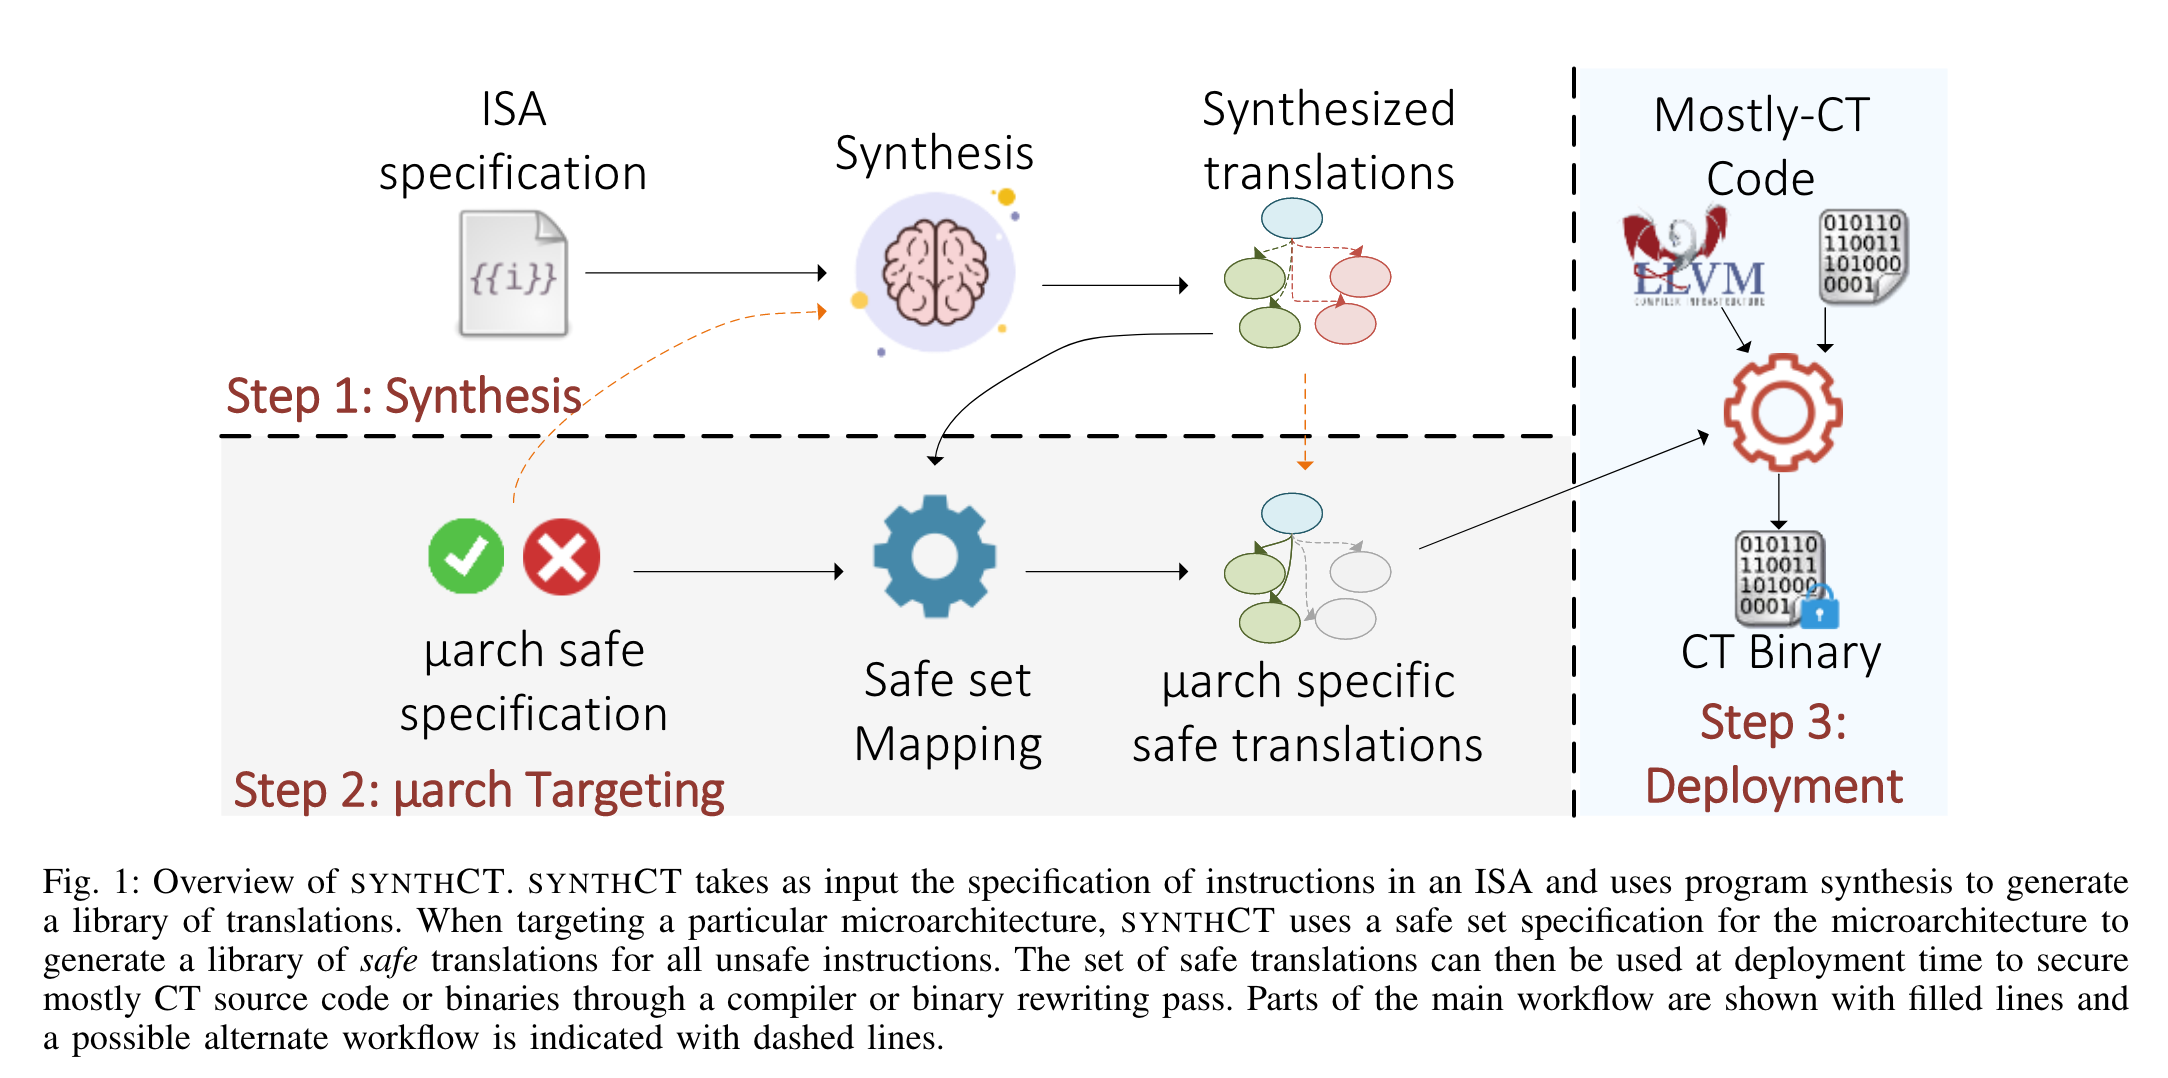 ISA
specification
{{i}}
Step 1: Synthesis
Synthesis
Synthesized
translations
µarch safe
specification
Step 2: µarch Targeting
Safe set
Mapping
µarch specific
safe translations
Mostly-CT
Code
LLVM
COMPILER INFRASTRUCTURE
010110
110011
101000
0001
010110
110011
101000
0001
CT Binary
Step 3:
Deployment
Fig. 1: Overview of SYNTHCT. SYNTHCT takes as input the specification of instructions in an ISA and uses program synthesis to generate
a library of translations. When targeting a particular microarchitecture, SYNTHCT uses a safe set specification for the microarchitecture to
generate a library of safe translations for all unsafe instructions. The set of safe translations can then be used at deployment time to secure
mostly CT source code or binaries through a compiler or binary rewriting pass. Parts of the main workflow are shown with filled lines and
a possible alternate workflow is indicated with dashed lines.